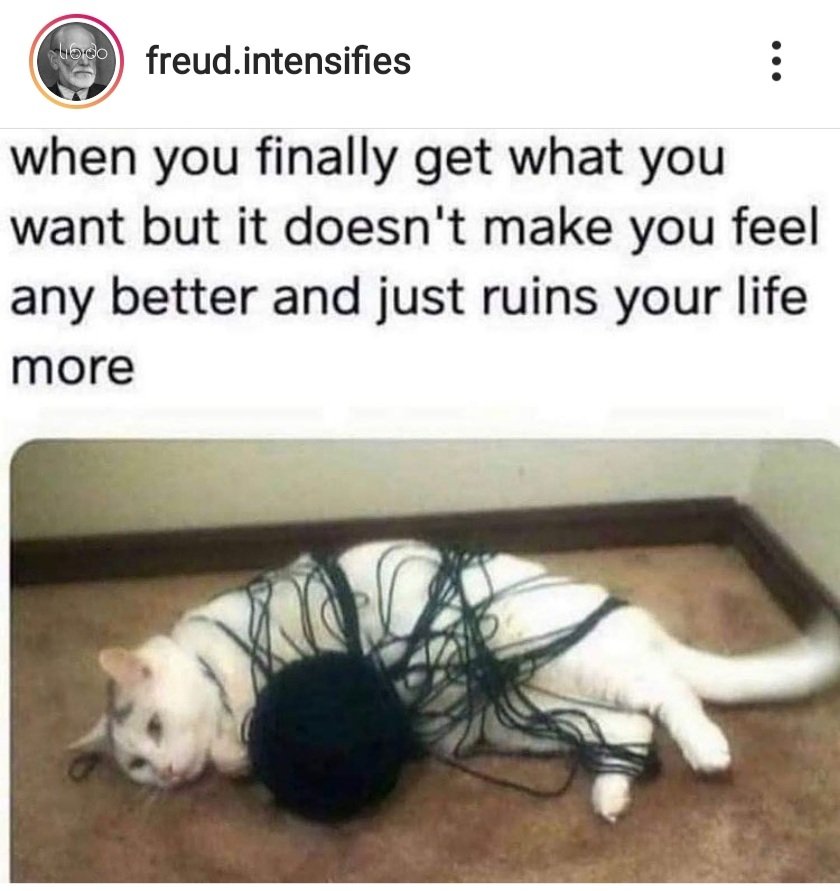 libido
freud.intensifies
when you finally get what you
want but it doesn't make you feel
any better and just ruins your life
more